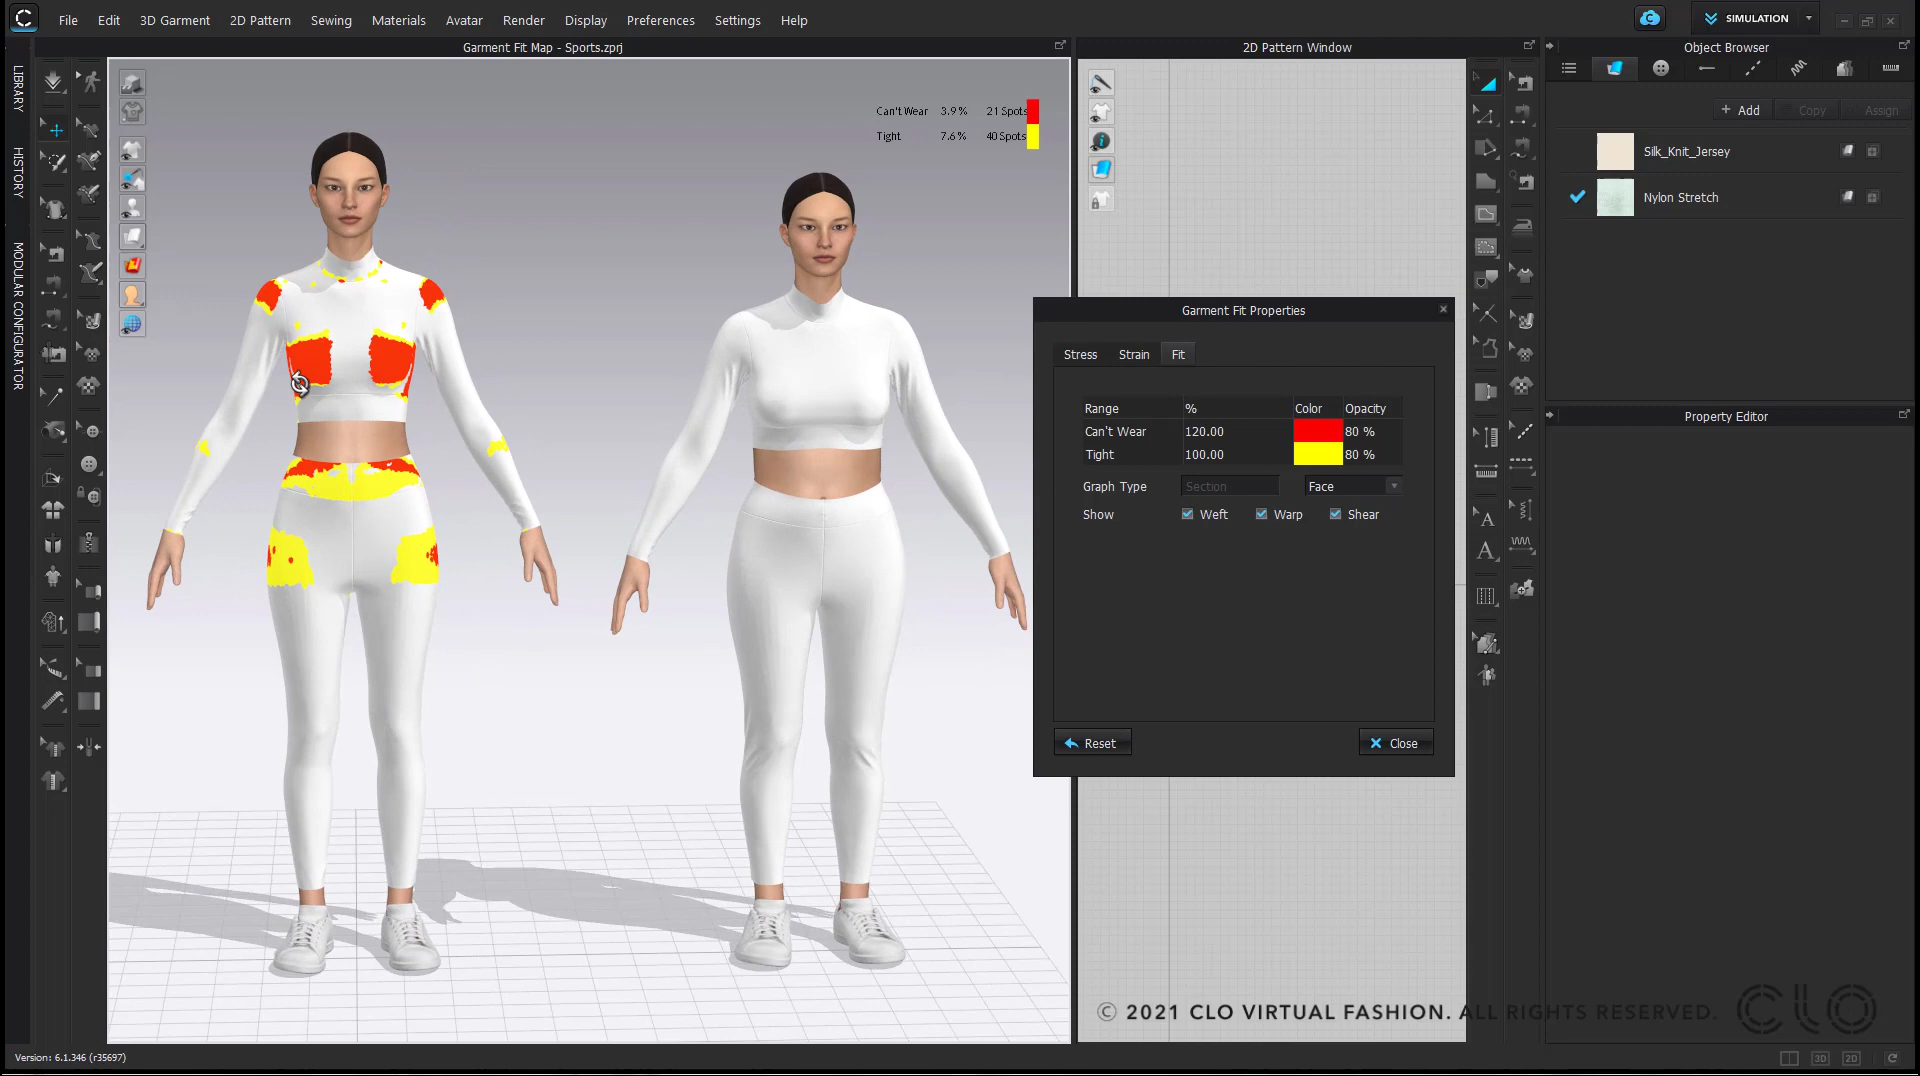 File Edit 3D Garment 2D Pattern Sewing Materials Avatar Render Display Preferences Settings Help
SIMULATION
Garment Fit Map - Sports.zprj
2D Pattern Window
Object Browser
LIBRARY
HISTORY
MODULAR CONFIGURATOR
Can't Wear 3.9% 21 Spots
Tight 7.6% 40 Spots
+ Add Copy Assign
Silk_Knit_Jersey
Nylon Stretch
Property Editor
Garment Fit Properties
Stress Strain Fit
Range % Color Opacity
Can't Wear 120.00 80 %
Tight 100.00 80 %
Graph Type Section Face
Show Weft Warp Shear
Reset Close
© 2021 CLO VIRTUAL FASHION. ALL RIGHTS RESERVED. CLO
Version: 6.1.346 (r35697)
3D 2D